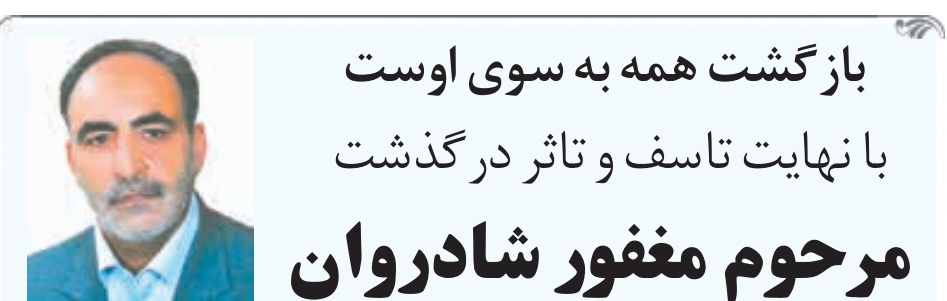 بازگشت همه به سوی اوست
با نهایت تاسف و تاثر درگذشت
مرحوم مغفور شادروان